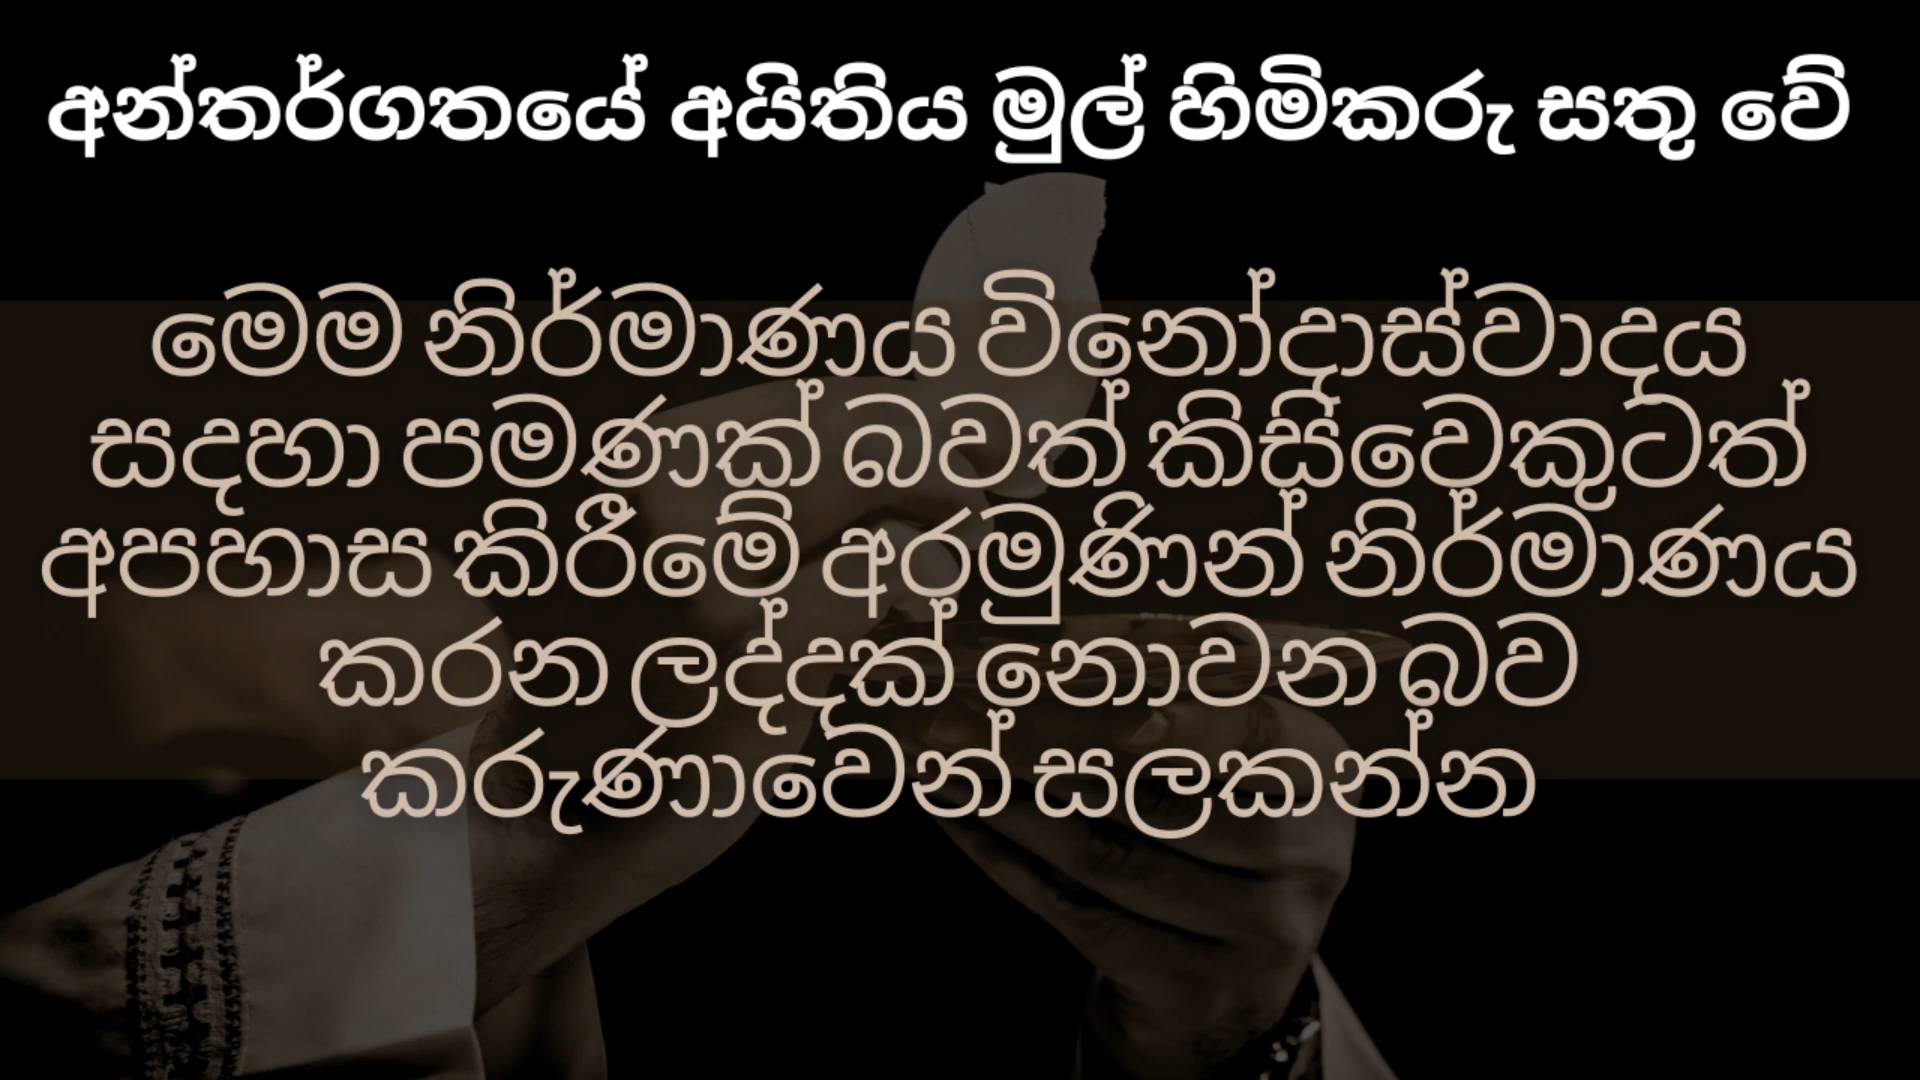 අන්තර්ගතයේ අයිතිය මුල් හිමිකරු සතු වේ
මෙම නිර්මාණය විනෝදාස්වාදය
සදහා පමණක් බවත් කිසිවෙකුටත්
අපහාස කිරීමේ අරමුණින් නිර්මාණය
කරන ලද්දක් නොවන බව
කරුණාවෙන් සලකන්න